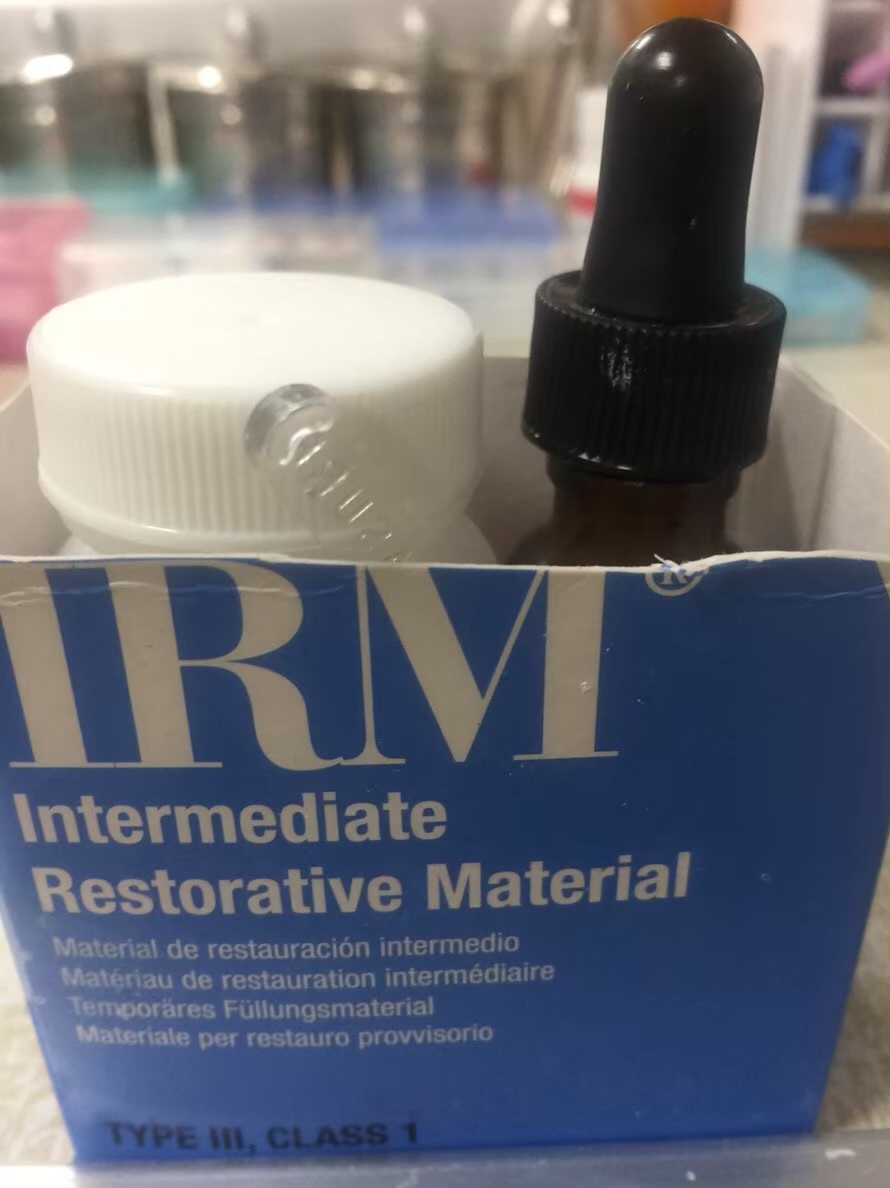 IRM®
Intermediate
Restorative Material
Material de restauración intermedio
Matériau de restauration intermédiaire
Temporäres Füllungsmaterial
Materiale per restauro provvisorio
TYPE III, CLASS 1